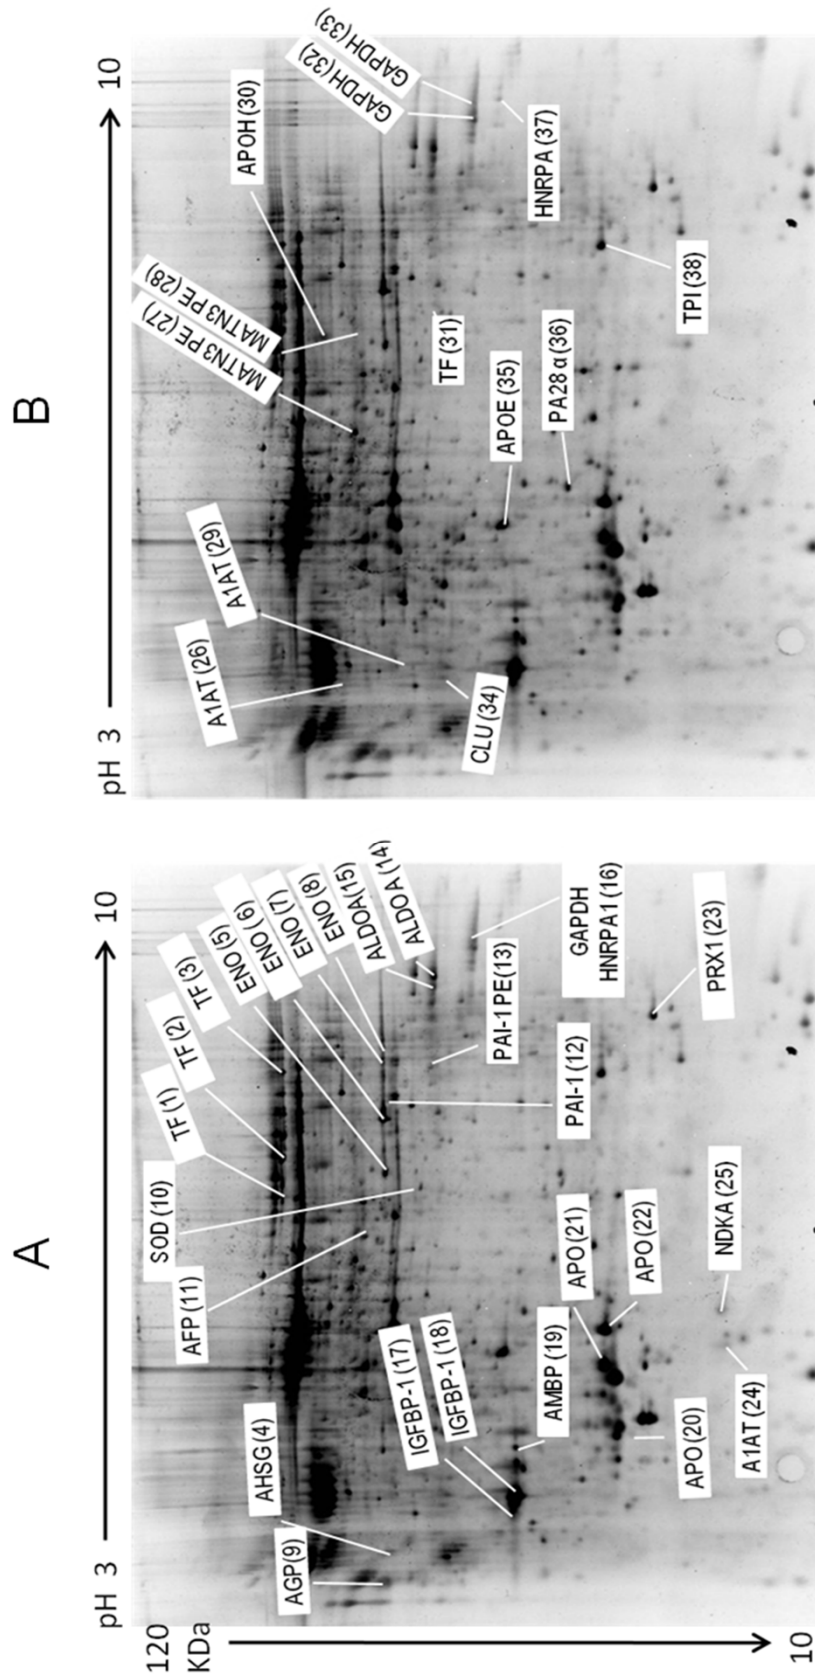 A
pH 3
10
120
KDa
10
TF (1)
TF (2)
TF (3)
AHSG (4)
ENO (5)
ENO (6)
ENO (7)
ENO (8)
AGP(9)
SOD (10)
AFP (11)
PAI-1 (12)
PAI-1 PE(13)
ALDOA (14)
ALDOA (15)
GAPDH
HNRPA1 (16)
IGFBP-1 (17)
IGFBP-1 (18)
AMBP (19)
APO (20)
APO (21)
APO (22)
PRX1 (23)
A1AT (24)
NDKA (25)
B
pH 3
10
A1AT (26)
MATN3 PE (27)
MATN3 PE (28)
A1AT (29)
APOH (30)
TF (31)
GAPDH (32)
GAPDH (33)
CLU (34)
APOE (35)
PA28 α (36)
HNRPA (37)
TPI (38)